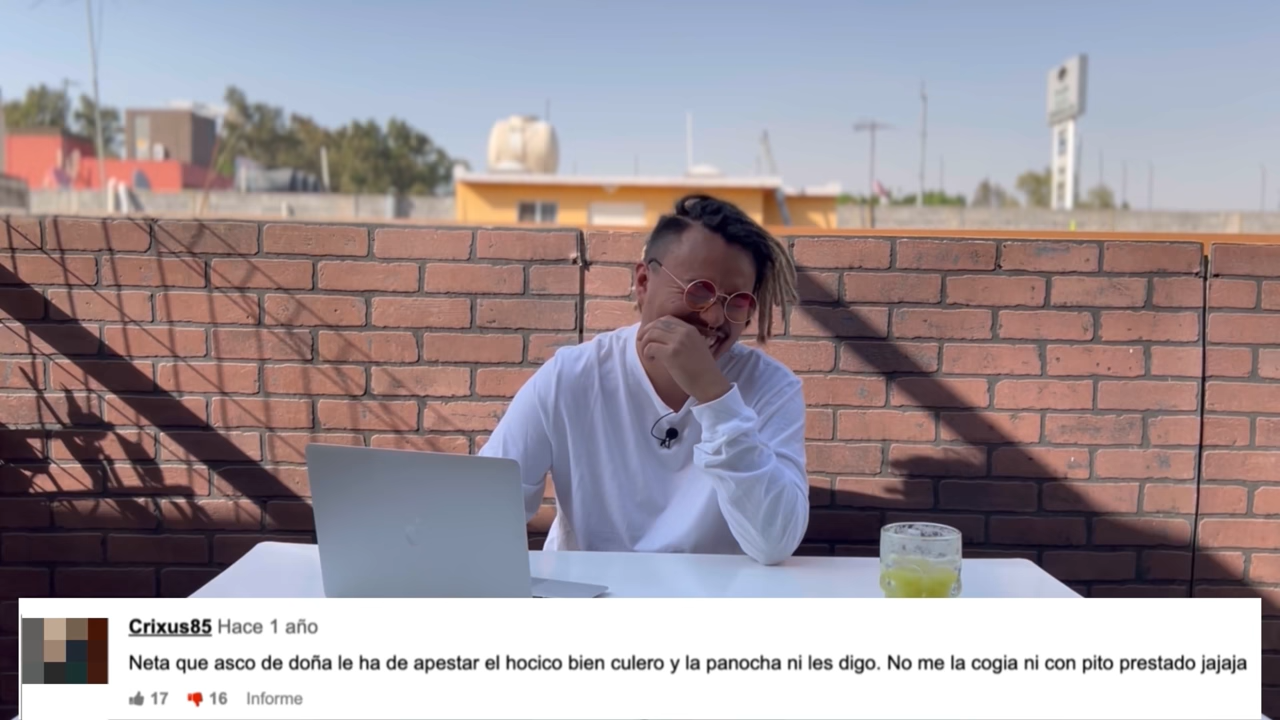 Crixus85 Hace 1 año
Neta que asco de doña le ha de apestar el hocico bien culero y la panocha ni les digo. No me la cogia ni con pito prestado jajaja
17 16 Informe